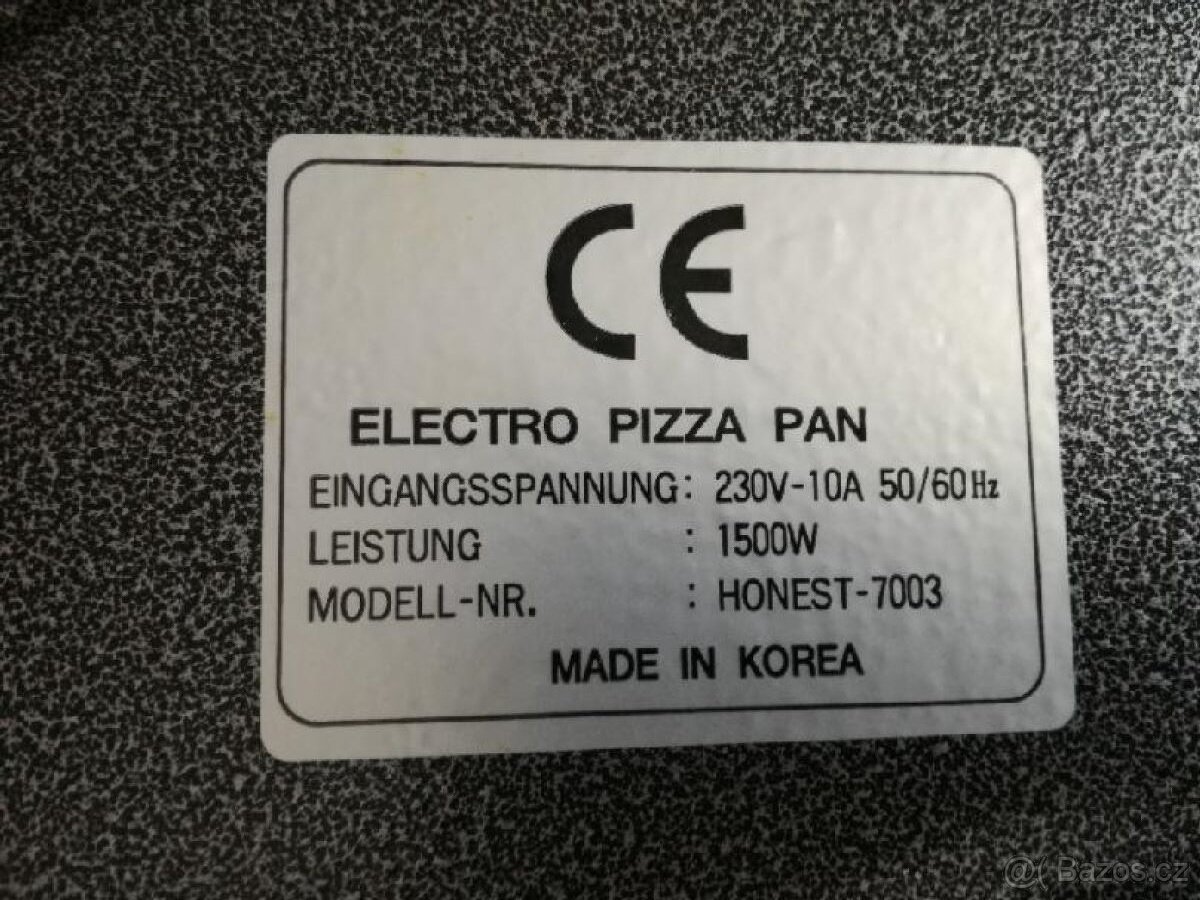 CE
ELECTRO PIZZA PAN
EINGANGSSPANNUNG: 230V-10A 50/60Hz
LEISTUNG : 1500W
MODELL-NR. : HONEST-7003
MADE IN KOREA
@( Bazos.cz